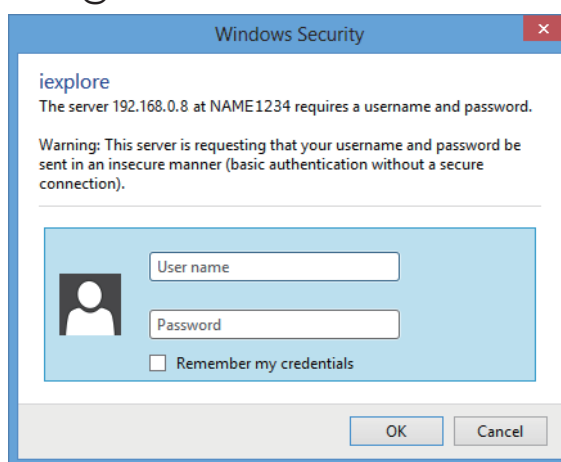 Windows Security
iexplore
The server 192.168.0.8 at NAME1234 requires a username and password.
Warning: This server is requesting that your username and password be
sent in an insecure manner (basic authentication without a secure
connection).
User name
Password
Remember my credentials
OK
Cancel